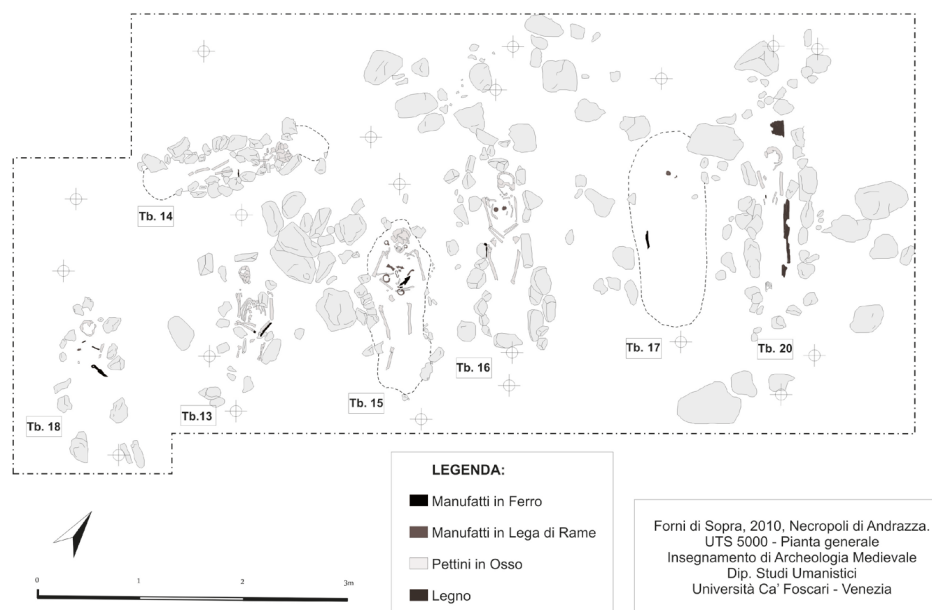 Tb. 14
Tb. 18
Tb.13
Tb. 15
Tb. 16
Tb. 17
Tb. 20
LEGENDA:
Manufatti in Ferro
Manufatti in Lega di Rame
Pettini in Osso
Legno
0 1 2 3m
Forni di Sopra, 2010, Necropoli di Andrazza.
UTS 5000 - Pianta generale
Insegnamento di Archeologia Medievale
Dip. Studi Umanistici
Università Ca' Foscari - Venezia